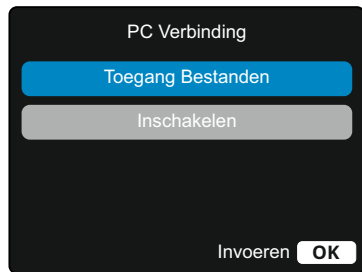 PC Verbinding
Toegang Bestanden
Inschakelen
Invoeren OK